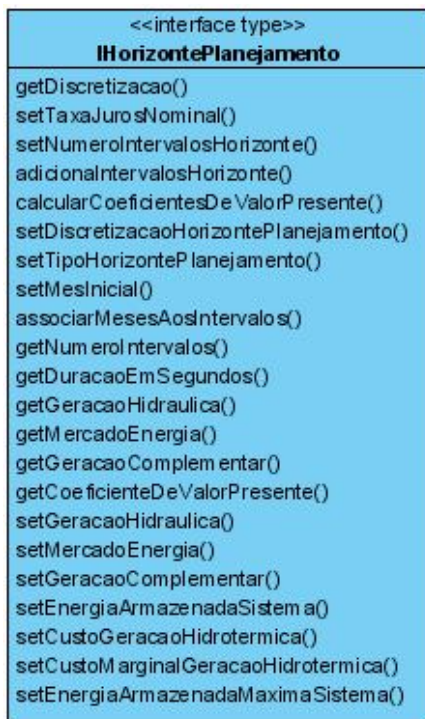 <<interface type>>
IHorizontePlanejamento
getDiscretizacao()
setTaxaJurosNominal()
setNumeroIntervalosHorizonte()
adicionaIntervalosHorizonte()
calcularCoeficientesDeValorPresente()
setDiscretizacaoHorizontePlanejamento()
setTipoHorizontePlanejamento()
setMesInicial()
associarMesesAosIntervalos()
getNumeroIntervalos()
getDuracaoEmSegundos()
getGeracaoHidraulica()
getMercadoEnergia()
getGeracaoComplementar()
getCoeficienteDeValorPresente()
setGeracaoHidraulica()
setMercadoEnergia()
setGeracaoComplementar()
setEnergiaArmazenadaSistema()
setCustoGeracaoHidrotermica()
setCustoMarginalGeracaoHidrotermica()
setEnergiaArmazenadaMaximaSistema()